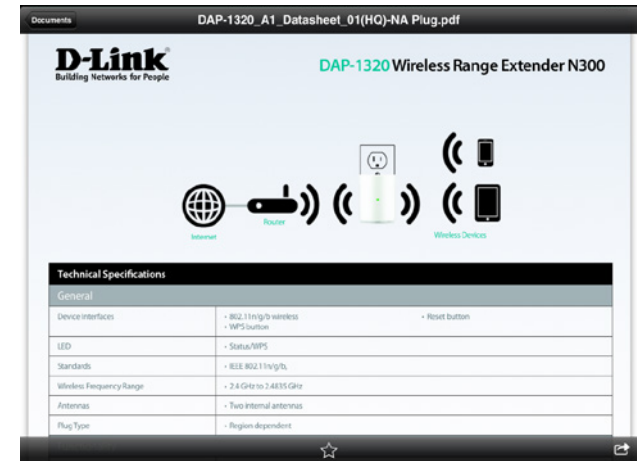 Documents
DAP-1320_A1_Datasheet_01(HQ)-NA Plug.pdf
D-Link®
Building Networks for People
DAP-1320 Wireless Range Extender N300
Internet
Router
Wireless Devices
Technical Specifications
General
Device Interfaces
• 802.11n/g/b wireless
• WPS button
• Reset button
LED
• Status/WPS
Standards
• IEEE 802.11n/g/b,
Wireless Frequency Range
• 2.4 GHz to 2.4835 GHz
Antennas
• Two internal antennas
Plug Type
• Region dependent